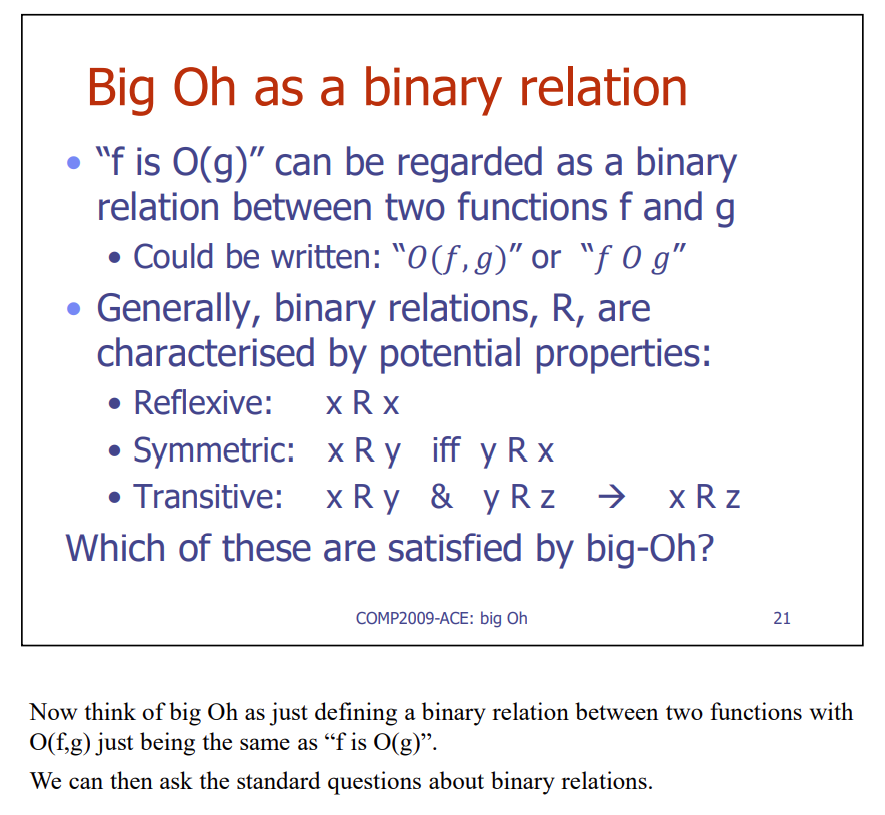 Big Oh as a binary relation
• “f is O(g)” can be regarded as a binary
relation between two functions f and g
• Could be written: “O(f,g)” or “f O g”
• Generally, binary relations, R, are
characterised by potential properties:
• Reflexive: x R x
• Symmetric: x R y iff y R x
• Transitive: x R y & y R z → x R z
Which of these are satisfied by big-Oh?
COMP2009-ACE: big Oh 21
Now think of big Oh as just defining a binary relation between two functions with
O(f,g) just being the same as “f is O(g)”.
We can then ask the standard questions about binary relations.